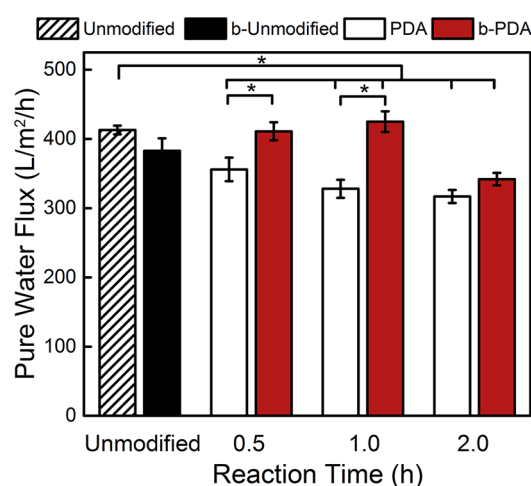 Unmodified b-Unmodified PDA b-PDA
500
400
300
200
100
0
Pure Water Flux (L/m²/h)
*
* *
Unmodified 0.5 1.0 2.0
Reaction Time (h)